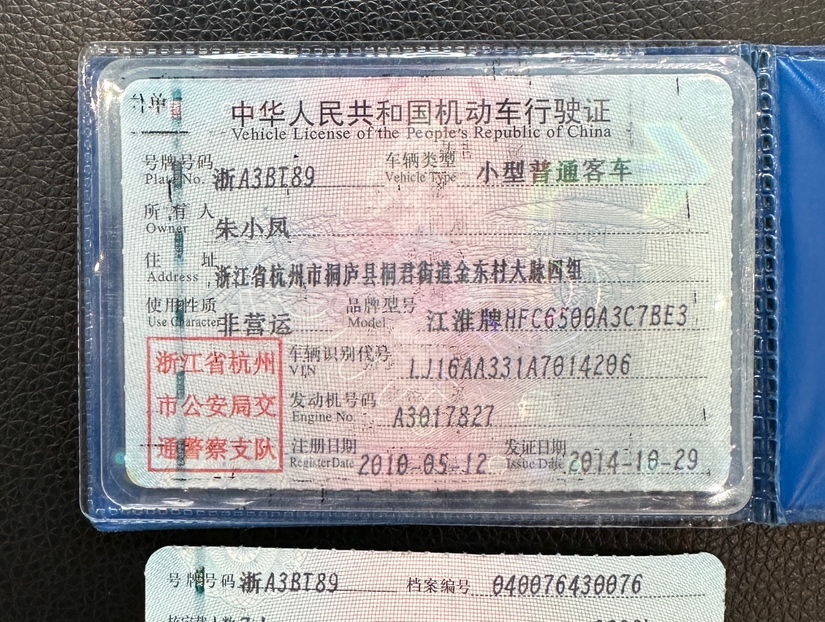 中华人民共和国机动车行驶证
Vehicle License of the People's Republic of China
号牌号码 浙A3BT89 车辆类型 小型普通客车
Plate No. Vehicle Type
所有人 朱小凤
Owner
住址 浙江省杭州市桐庐县桐君街道金东村大脉四组
Address
使用性质 非营运 品牌型号 江淮牌HFC6500A3C7BE3
Use Character Model
浙江省杭州
市公安局交
通警察支队
车辆识别代号 LJ16AA331A7014206
VIN
发动机号码 A3017827
Engine No.
注册日期 2010-05-12 发证日期 2014-10-29
Register Date Issue Date
号牌号码 浙A3BT89 档案编号 040076430076